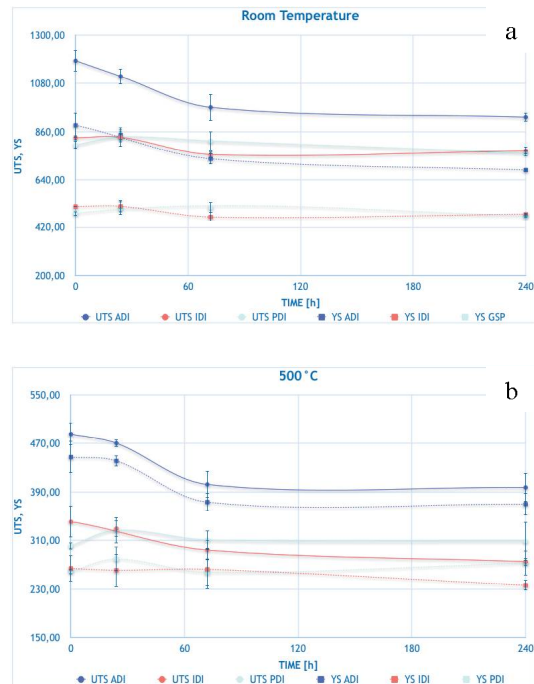 Room Temperature
a
1300,00
1080,00
860,00
640,00
420,00
200,00
UTS, YS
0
60
120
180
240
TIME [h]
UTS ADI UTS IDI UTS PDI YS ADI YS IDI YS GSP
500°C
b
550,00
470,00
390,00
310,00
230,00
150,00
UTS, YS
0
60
120
180
240
TIME [h]
UTS ADI UTS IDI UTS PDI YS ADI YS IDI YS PDI